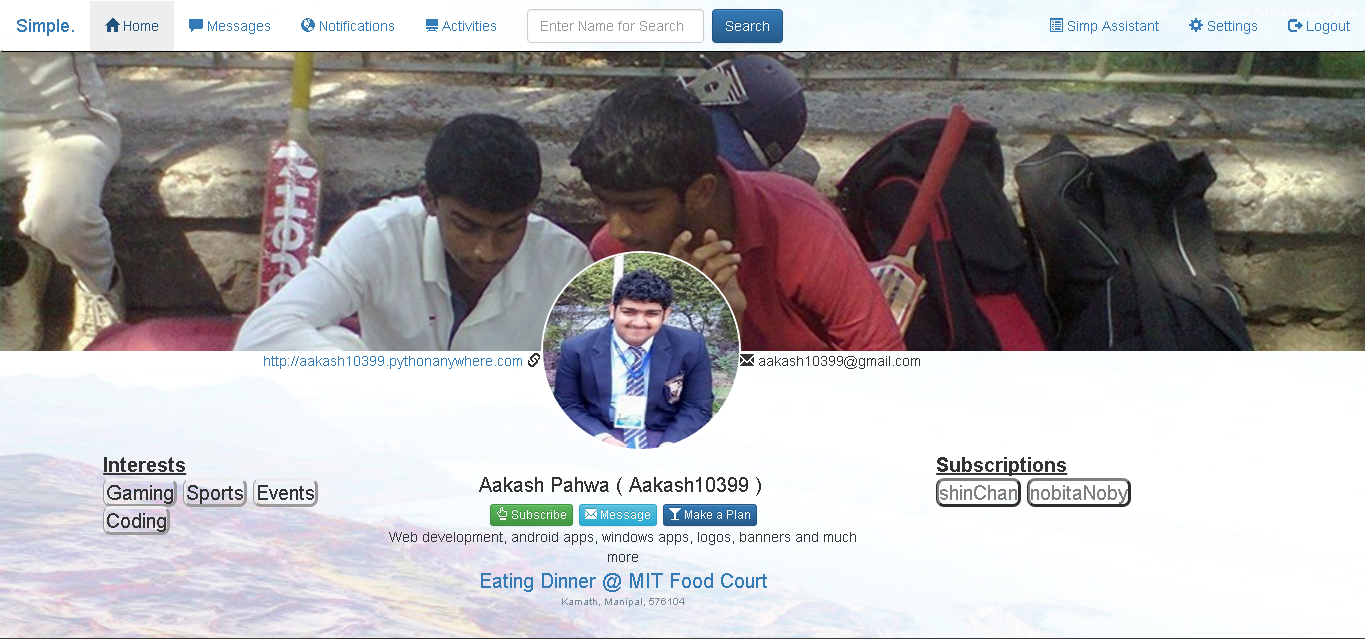 Simple. Home Messages Notifications Activities Enter Name for Search Search Simp Assistant Settings Logout
Hero
http://aakash10399.pythonanywhere.com aakash10399@gmail.com
Interests
Gaming Sports Events
Coding
Aakash Pahwa ( Aakash10399 )
Subscribe Message Make a Plan
Web development, android apps, windows apps, logos, banners and much
more
Eating Dinner @ MIT Food Court
Kamath, Manipal, 576104
Subscriptions
shinChan nobitaNoby